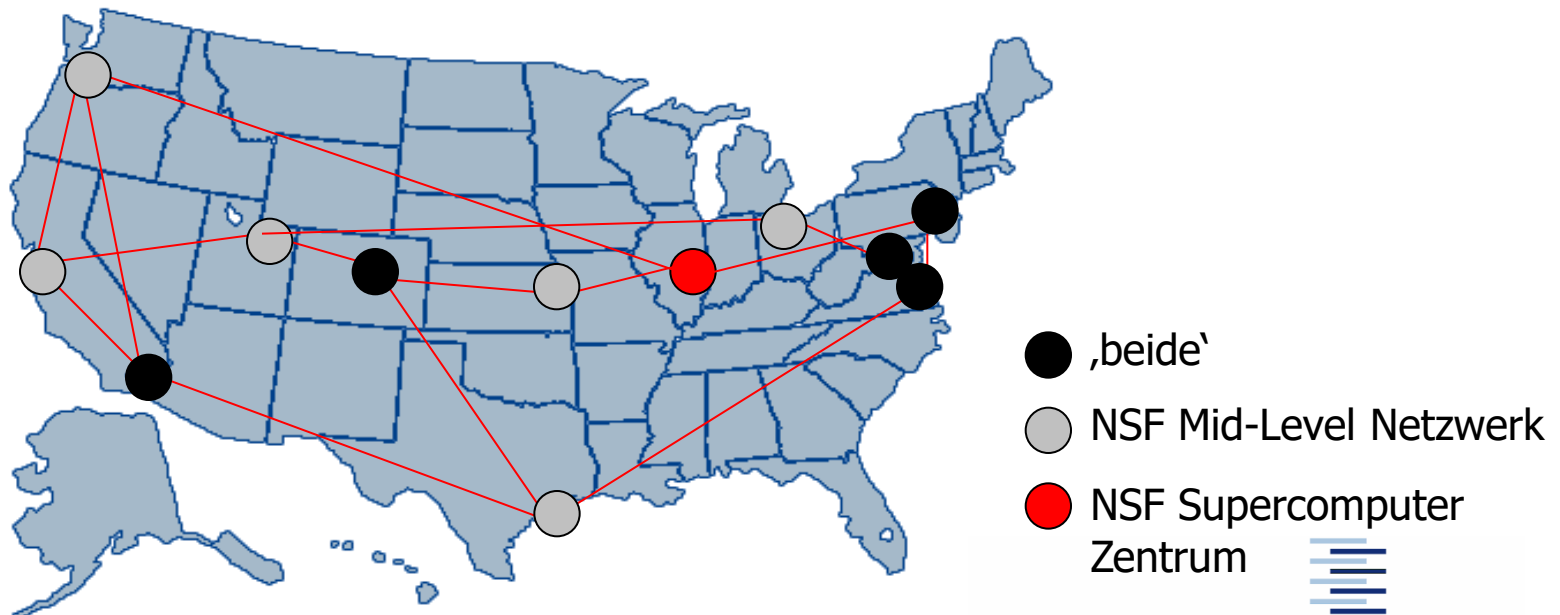 ‚beide‘
NSF Mid-Level Netzwerk
NSF Supercomputer
Zentrum